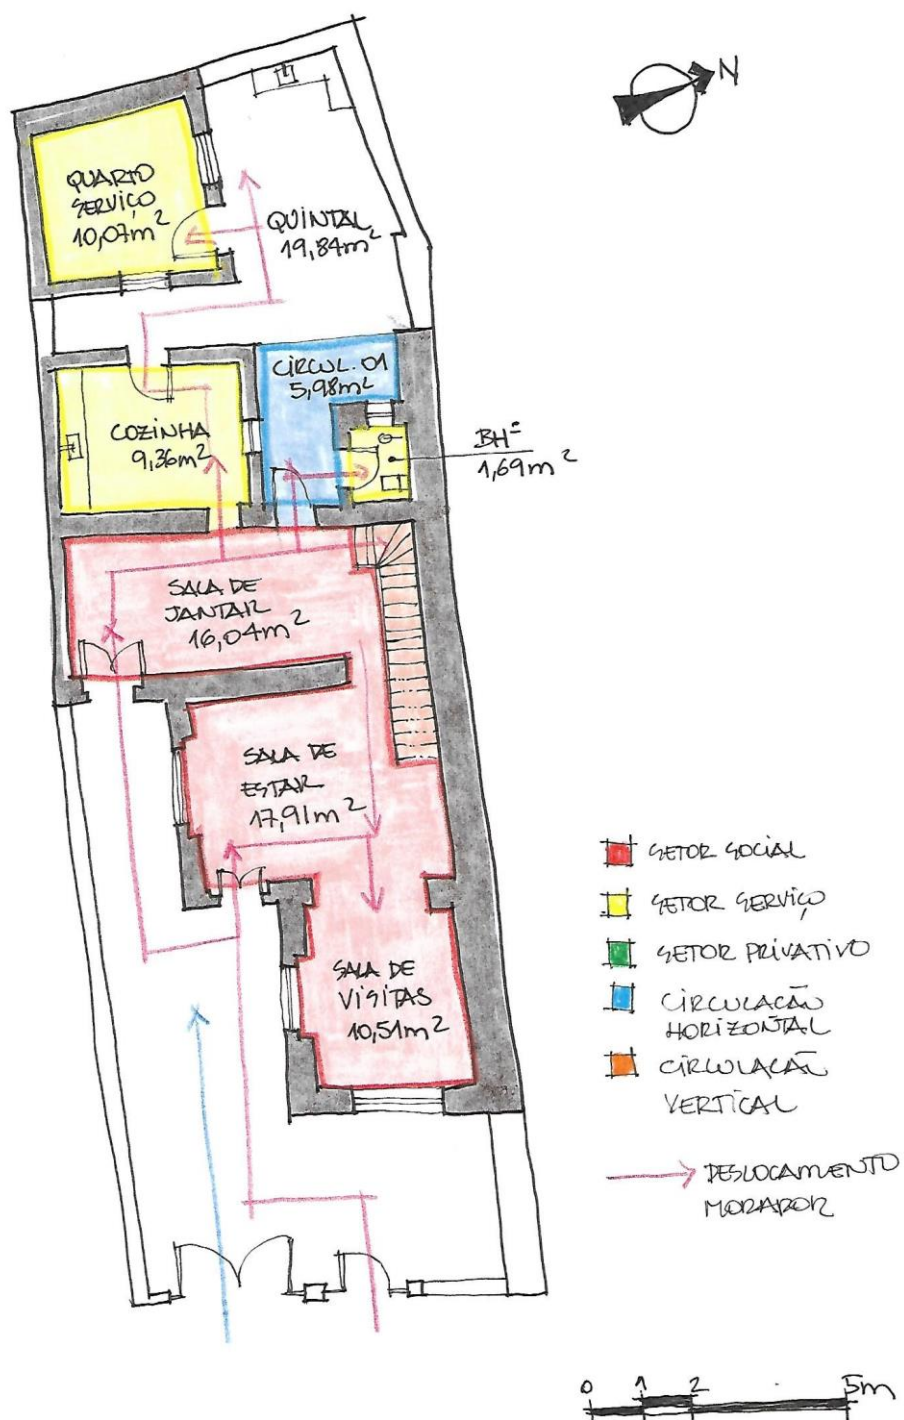 N
QUARTO
SERVIÇO
10,07m²
QUINTAL
19,84m²
CIRCUL. 01
5,98m²
COZINHA
9,36m²
BHº
1,69m²
SALA DE
JANTAR
16,04m²
SALA DE
ESTAR
17,91m²
SALA DE
VISITAS
10,51m²
SETOR SOCIAL
SETOR SERVIÇO
SETOR PRIVATIVO
CIRCULAÇÃO
HORIZONTAL
CIRCULAÇÃO
VERTICAL
DESLOCAMENTO
MORADOR
0 1 2 5m